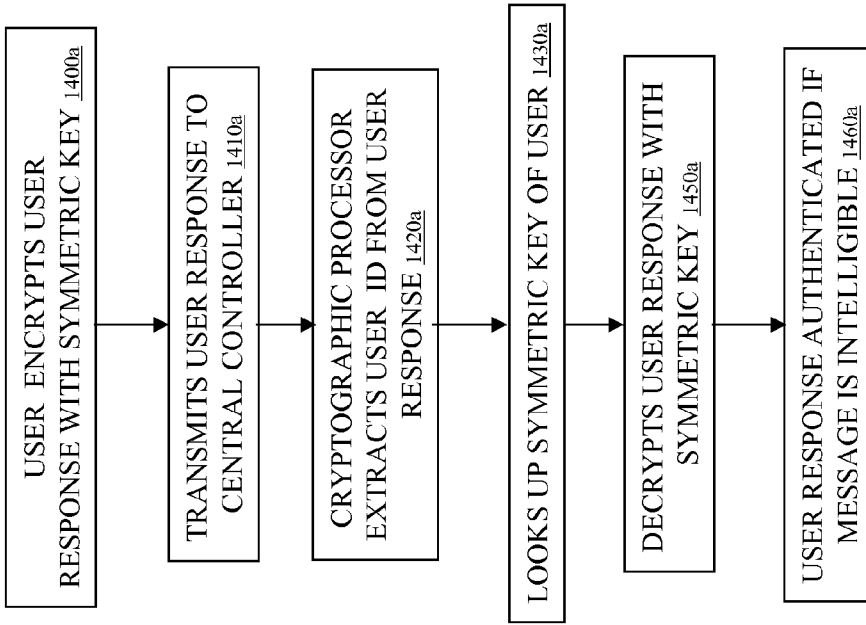 USER ENCRYPTS USER
RESPONSE WITH SYMMETRIC KEY 1400a
TRANSMITS USER RESPONSE TO
CENTRAL CONTROLLER 1410a
CRYPTOGRAPHIC PROCESSOR
EXTRACTS USER ID FROM USER
RESPONSE 1420a
LOOKS UP SYMMETRIC KEY OF USER 1430a
DECRYPTS USER RESPONSE WITH
SYMMETRIC KEY 1450a
USER RESPONSE AUTHENTICATED IF
MESSAGE IS INTELLIGIBLE 1460a